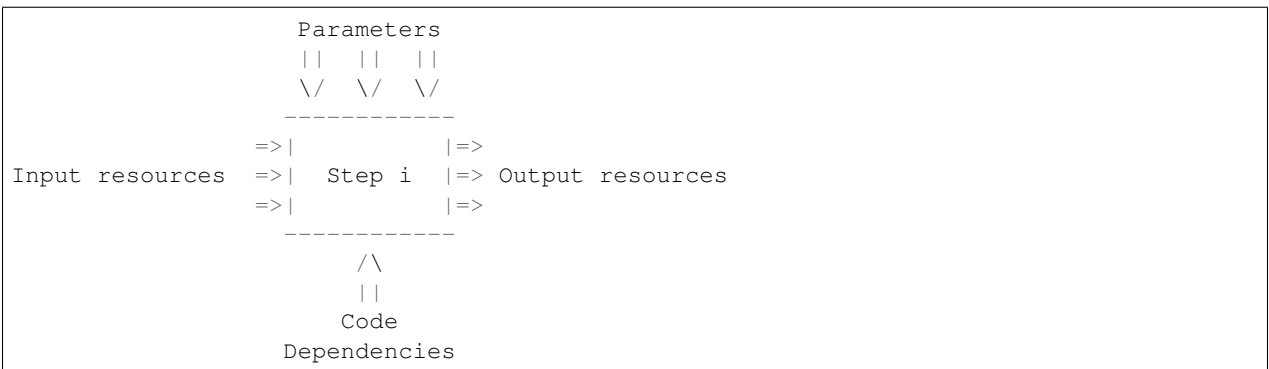 Parameters
|| || ||
\/ \/ \/
------------
=>| |=>
Input resources =>| Step i |=> Output resources
=>| |=>
------------
/\
||
Code
Dependencies